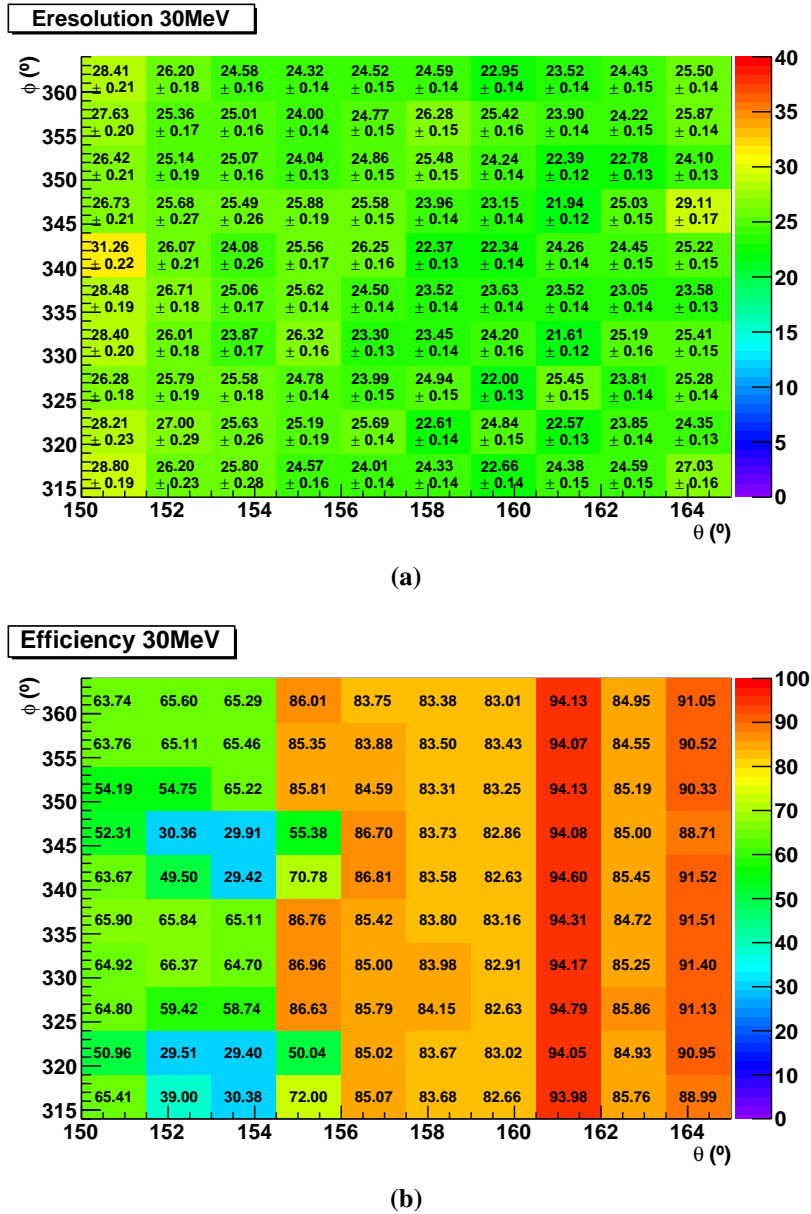 Eresolution 30MeV
φ (º)
360
28.41 26.20 24.58 24.32 24.52 24.59 22.95 23.52 24.43 25.50
± 0.21 ± 0.18 ± 0.16 ± 0.14 ± 0.15 ± 0.14 ± 0.14 ± 0.14 ± 0.15 ± 0.14
355
27.63 25.36 25.01 24.00 24.77 26.28 25.42 23.90 24.22 25.87
± 0.20 ± 0.17 ± 0.16 ± 0.14 ± 0.15 ± 0.15 ± 0.16 ± 0.14 ± 0.15 ± 0.14
350
26.42 25.14 25.07 24.04 24.86 25.48 24.24 22.39 22.78 24.10
± 0.21 ± 0.19 ± 0.16 ± 0.13 ± 0.15 ± 0.15 ± 0.14 ± 0.12 ± 0.13 ± 0.13
345
26.73 25.68 25.49 25.88 25.58 23.96 23.15 21.94 25.03 29.11
± 0.21 ± 0.27 ± 0.26 ± 0.19 ± 0.15 ± 0.14 ± 0.14 ± 0.12 ± 0.15 ± 0.17
340
31.26 26.07 24.08 25.56 26.25 22.37 22.34 24.26 24.45 25.22
± 0.22 ± 0.21 ± 0.26 ± 0.17 ± 0.16 ± 0.13 ± 0.14 ± 0.14 ± 0.15 ± 0.15
335
28.48 26.71 25.06 25.62 24.50 23.52 23.63 23.52 23.05 23.58
± 0.19 ± 0.18 ± 0.17 ± 0.14 ± 0.14 ± 0.14 ± 0.14 ± 0.14 ± 0.14 ± 0.13
330
28.40 26.01 23.87 26.32 23.30 23.45 24.20 21.61 25.19 25.41
± 0.20 ± 0.18 ± 0.17 ± 0.16 ± 0.13 ± 0.14 ± 0.16 ± 0.12 ± 0.16 ± 0.15
325
26.28 25.79 25.58 24.78 23.99 24.94 22.00 25.45 23.81 25.28
± 0.18 ± 0.19 ± 0.18 ± 0.14 ± 0.15 ± 0.15 ± 0.13 ± 0.15 ± 0.14 ± 0.14
320
28.21 27.00 25.63 25.19 25.69 22.61 24.84 22.57 23.85 24.35
± 0.23 ± 0.29 ± 0.26 ± 0.19 ± 0.14 ± 0.14 ± 0.15 ± 0.13 ± 0.14 ± 0.13
315
28.80 26.20 25.80 24.57 24.01 24.33 22.66 24.38 24.59 27.03
± 0.19 ± 0.23 ± 0.28 ± 0.16 ± 0.14 ± 0.14 ± 0.14 ± 0.15 ± 0.15 ± 0.16
150 152 154 156 158 160 162 164
θ (º)
40
35
30
25
20
15
10
5
0
(a)
Efficiency 30MeV
φ (º)
360
63.74 65.60 65.29 86.01 83.75 83.38 83.01 94.13 84.95 91.05
355
63.76 65.11 65.46 85.35 83.88 83.50 83.43 94.07 84.55 90.52
350
54.19 54.75 65.22 85.81 84.59 83.31 83.25 94.13 85.19 90.33
345
52.31 30.36 29.91 55.38 86.70 83.73 82.86 94.08 85.00 88.71
340
63.67 49.50 29.42 70.78 86.81 83.58 82.63 94.60 85.45 91.52
335
65.90 65.84 65.11 86.76 85.42 83.80 83.16 94.31 84.72 91.51
330
64.92 66.37 64.70 86.96 85.00 83.98 82.91 94.17 85.25 91.40
325
64.80 59.42 58.74 86.63 85.79 84.15 82.63 94.79 85.86 91.13
320
50.96 29.51 29.40 50.04 85.02 83.67 83.02 94.05 84.93 90.95
315
65.41 39.00 30.38 72.00 85.07 83.68 82.66 93.98 85.76 88.99
150 152 154 156 158 160 162 164
θ (º)
100
90
80
70
60
50
40
30
20
10
0
(b)